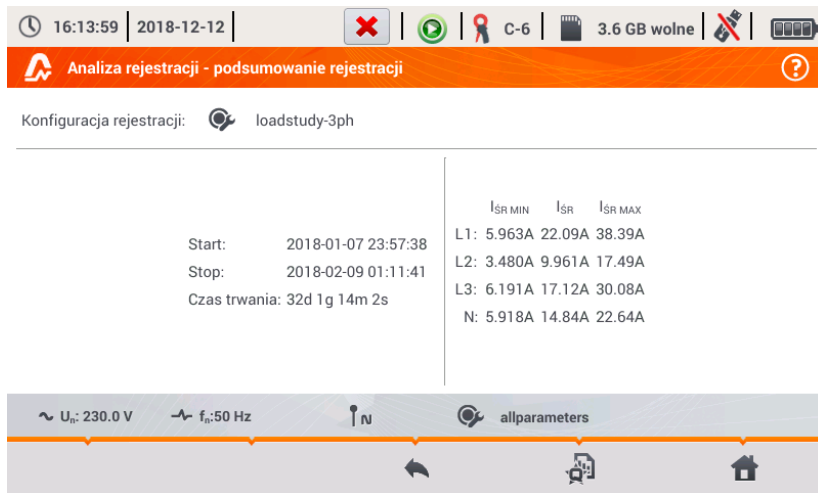 16:13:59 2018-12-12 C-6 3.6 GB wolne
Analiza rejestracji - podsumowanie rejestracji ?
Konfiguracja rejestracji: loadstudy-3ph
Start: 2018-01-07 23:57:38
Stop: 2018-02-09 01:11:41
Czas trwania: 32d 1g 14m 2s
IŚR MIN IŚR IŚR MAX
L1: 5.963A 22.09A 38.39A
L2: 3.480A 9.961A 17.49A
L3: 6.191A 17.12A 30.08A
N: 5.918A 14.84A 22.64A
Un: 230.0 V fn:50 Hz N allparameters